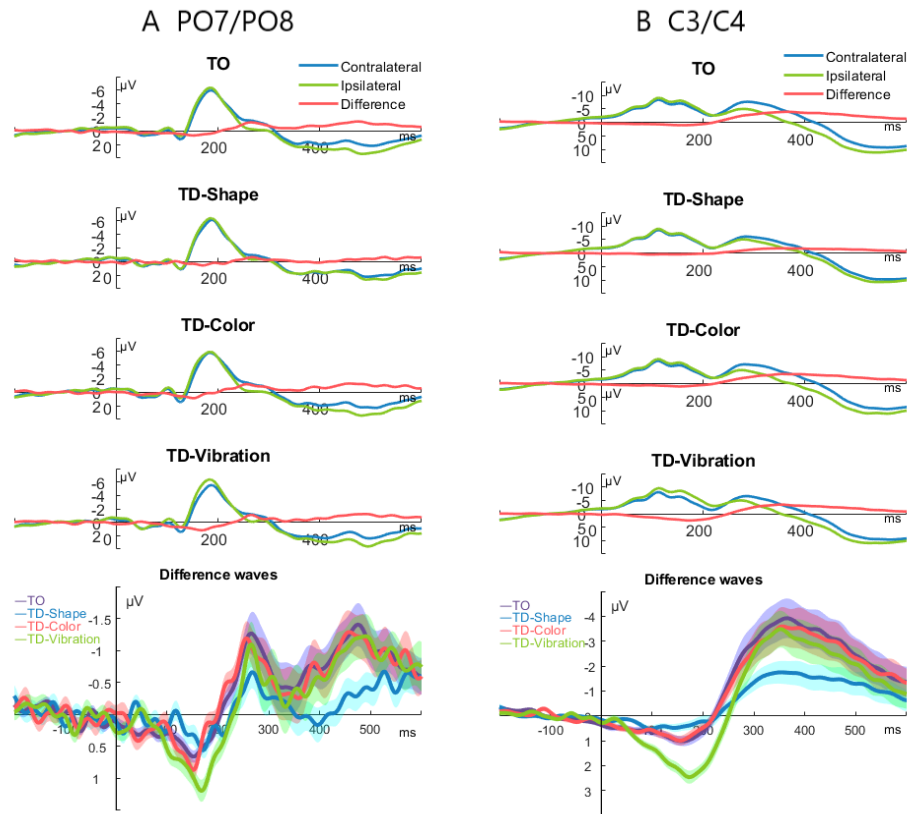 A PO7/PO8
TO
µV
Contralateral
Ipsilateral
Difference
-6
-4
-2
0
2
200
400
ms
TD-Shape
µV
-6
-4
-2
0
2
200
400
ms
TD-Color
µV
-6
-4
-2
0
2
200
400
ms
TD-Vibration
µV
-6
-4
-2
0
2
200
400
ms
Difference waves
TO
TD-Shape
TD-Color
TD-Vibration
µV
-1.5
-1
-0.5
0.5
1
300
500
ms
B C3/C4
TO
µV
Contralateral
Ipsilateral
Difference
-10
-5
0
5
10
200
400
ms
TD-Shape
µV
-10
-5
0
5
10
200
400
ms
TD-Color
µV
-10
-5
0
5
10
µV
200
400
ms
TD-Vibration
µV
-10
-5
0
5
10
200
400
ms
Difference waves
TO
TD-Shape
TD-Color
TD-Vibration
µV
-4
-3
-2
-1
0
1
2
3
-100
100
200
300
400
500
ms